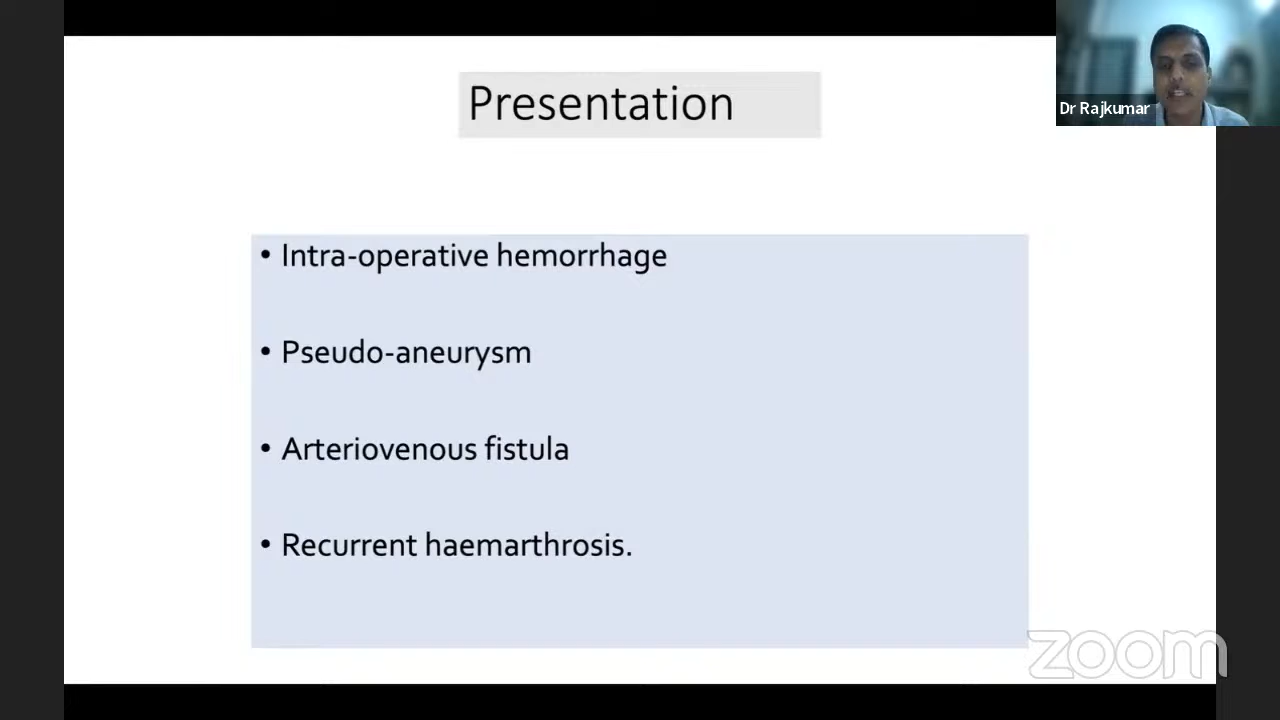 Presentation
Dr Rajkumar
• Intra-operative hemorrhage
• Pseudo-aneurysm
• Arteriovenous fistula
• Recurrent haemarthrosis.
zoom